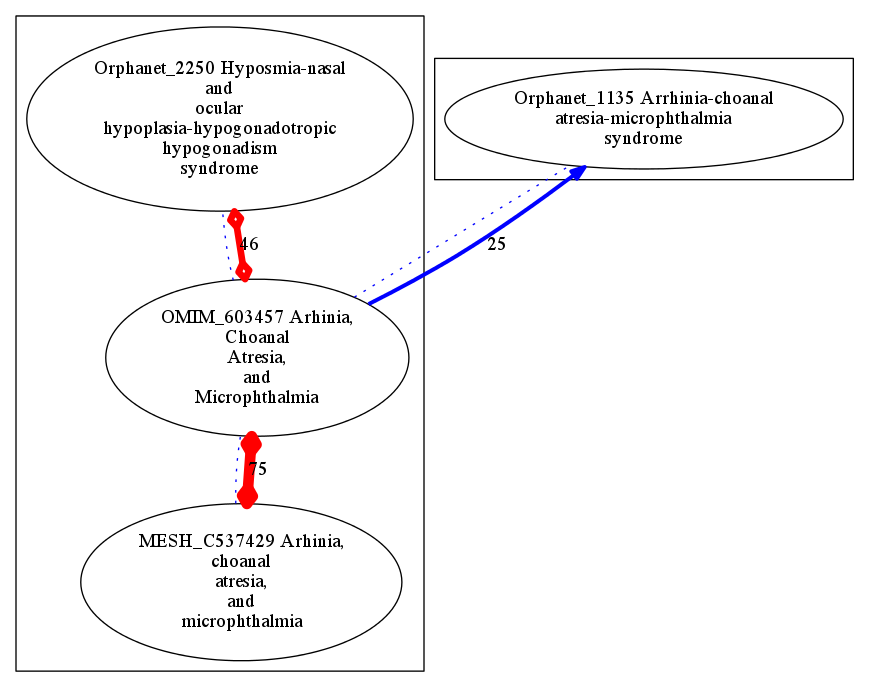 Orphanet_2250 Hyposmia-nasal
and
ocular
hypoplasia-hypogonadotropic
hypogonadism
syndrome
Orphanet_1135 Arrhinia-choanal
atresia-microphthalmia
syndrome
46
25
OMIM_603457 Arhinia,
Choanal
Atresia,
and
Microphthalmia
75
MESH_C537429 Arhinia,
choanal
atresia,
and
microphthalmia